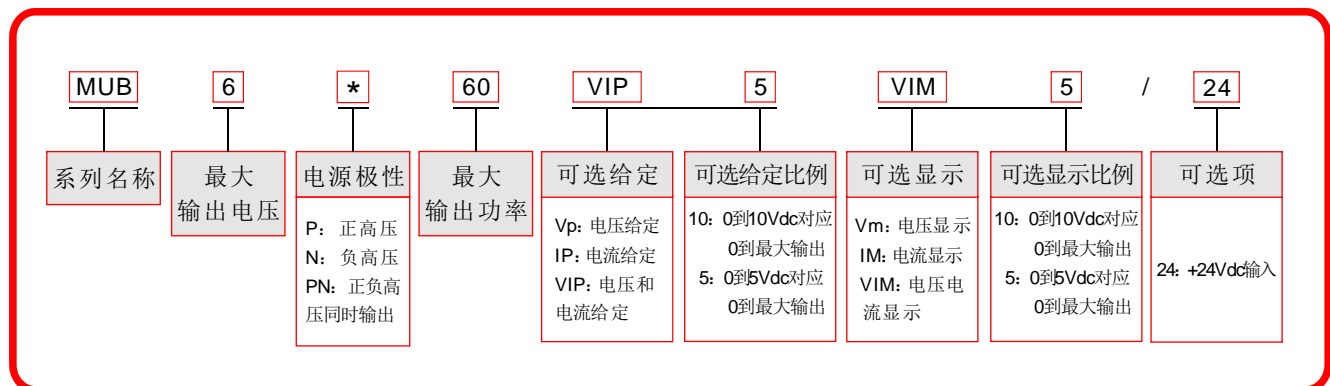 MUB 6 * 60 VIP 5 VIM 5 / 24
系列名称
最大
输出电压
电源极性
P： 正高压
N： 负高压
PN：正负高
压同时输出
最大
输出功率
可选给定
Vp：电压给定
IP：电流给定
VIP：电压和
电流给定
可选给定比例
10：0到10Vdc对应
0到最大输出
5：0到5Vdc对应
0到最大输出
可选显示
Vm：电压显示
IM：电流显示
VIM：电压电
流显示
可选显示比例
10：0到10Vdc对应
0到最大输出
5：0到5Vdc对应
0到最大输出
可选项
24：+24Vdc输入